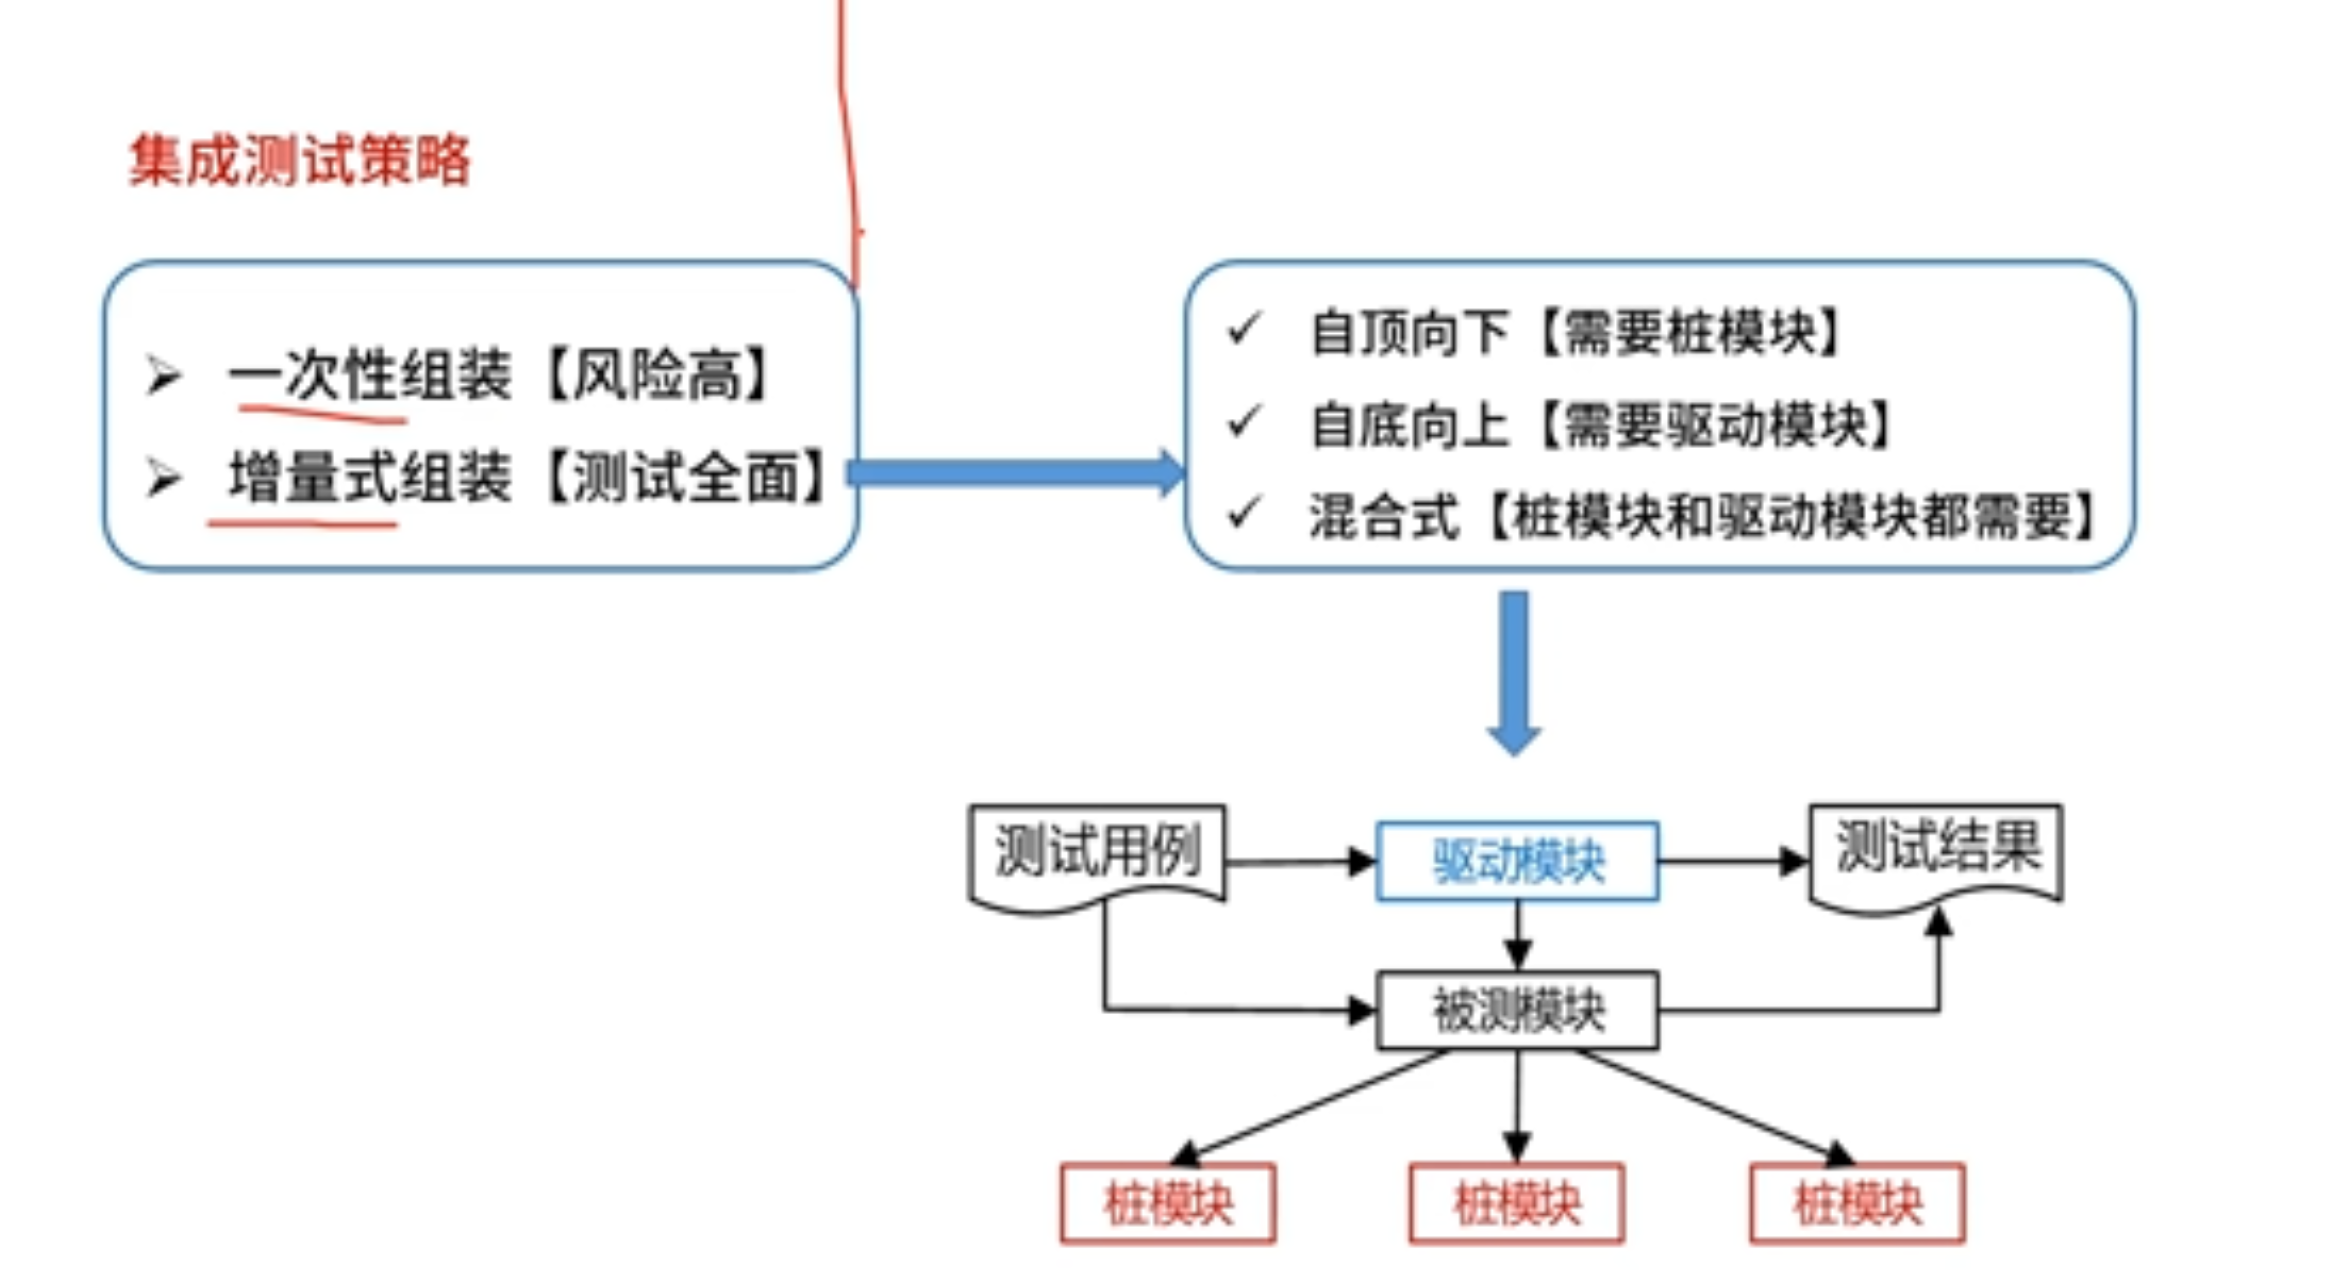 集成测试策略
一次性组装【风险高】
增量式组装【测试全面】
自顶向下【需要桩模块】
自底向上【需要驱动模块】
混合式【桩模块和驱动模块都需要】
测试用例
驱动模块
测试结果
被测模块
桩模块
桩模块
桩模块